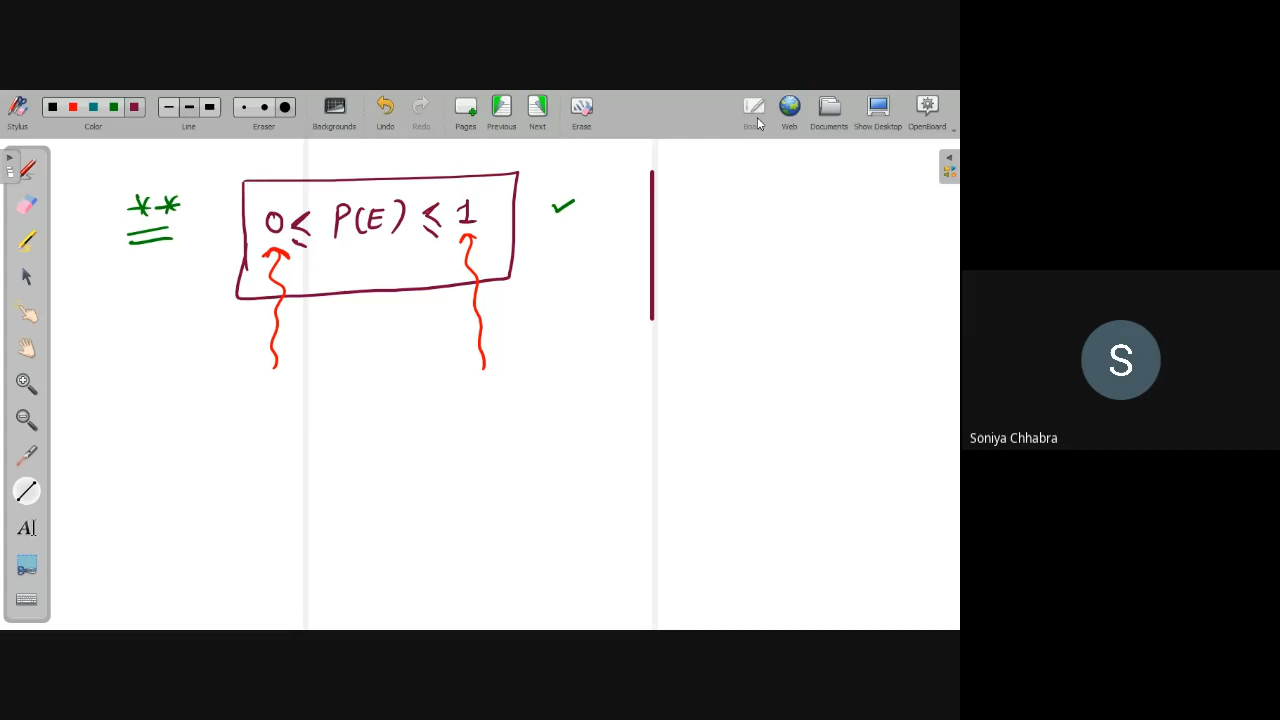 Stylus Color Line Eraser Backgrounds Undo Redo Pages Previous Next Erase Web Documents Show Desktop OpenBoard
** 0 ≤ P(E) ≤ 1 ✓
AI
S
Soniya Chhabra